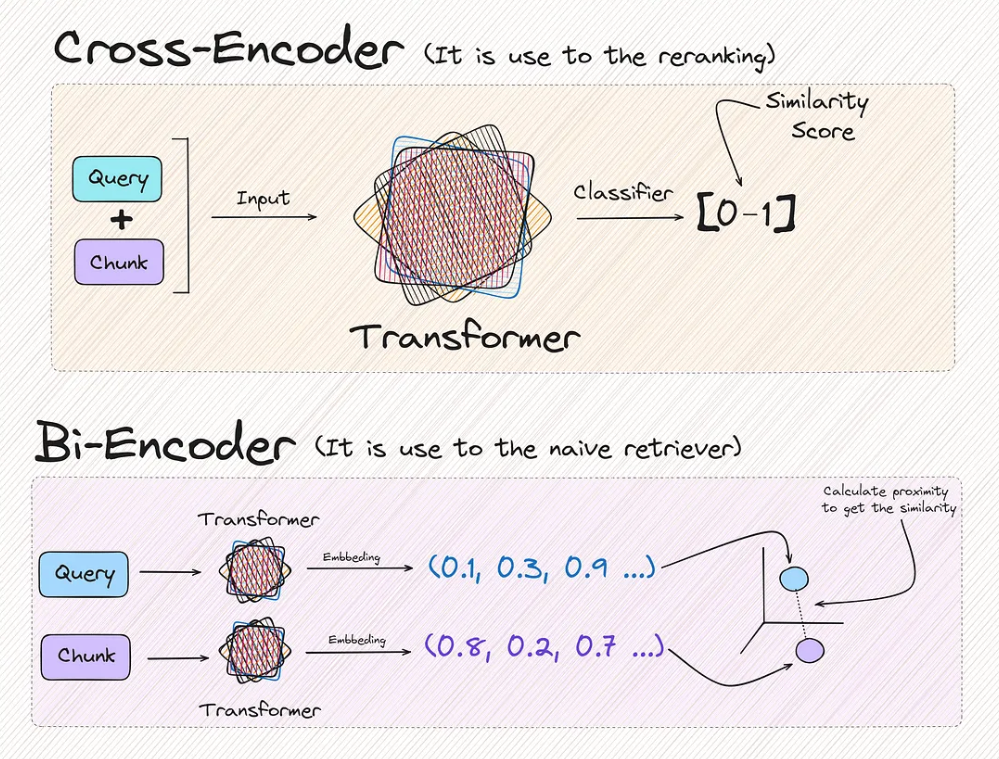 Cross-Encoder (It is use to the reranking)
Similarity
Score
Query
+
Chunk
Input
Classifier
[0-1]
Transformer
Bi-Encoder (It is use to the naive retriever)
Calculate proximity
to get the similarity
Transformer
Query
Embbeding
(0.1, 0.3, 0.9 ...)
Chunk
Embbeding
(0.8, 0.2, 0.7 ...)
Transformer